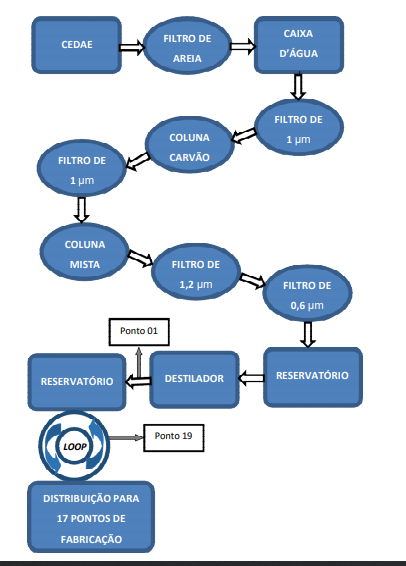 CEDAE
FILTRO DE
AREIA
CAIXA
D'ÁGUA
FILTRO DE
1 µm
COLUNA
CARVÃO
FILTRO DE
1 µm
COLUNA
MISTA
FILTRO DE
1,2 µm
FILTRO DE
0,6 µm
RESERVATÓRIO
DESTILADOR
Ponto 01
RESERVATÓRIO
LOOP
Ponto 19
DISTRIBUIÇÃO PARA
17 PONTOS DE
FABRICAÇÃO